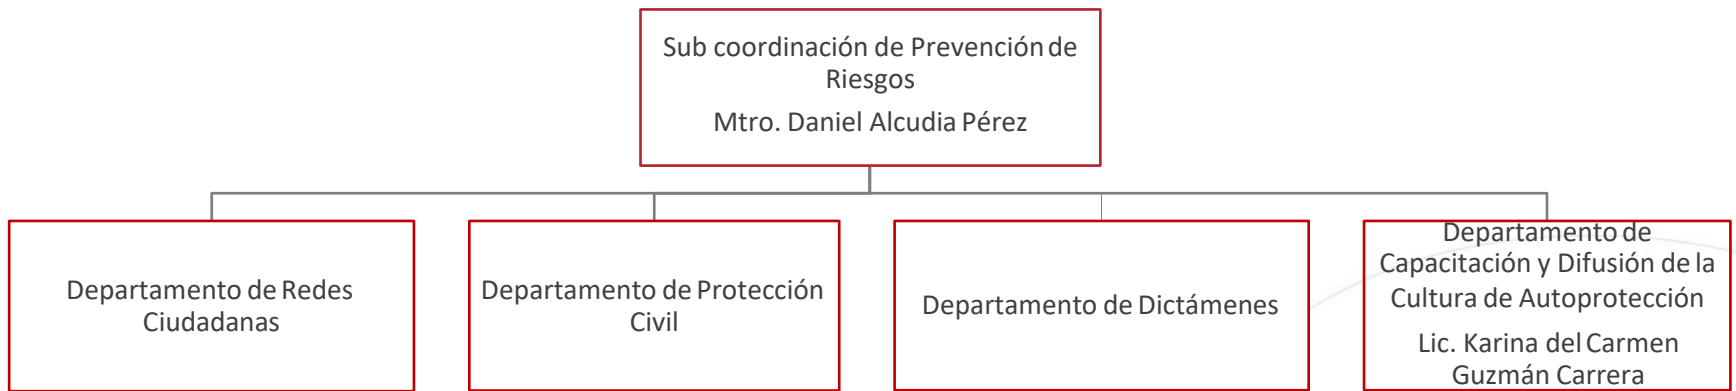 Sub coordinación de Prevención de
Riesgos
Mtro. Daniel Alcudia Pérez
Departamento de Redes
Ciudadanas
Departamento de Protección
Civil
Departamento de Dictámenes
Departamento de
Capacitación y Difusión de la
Cultura de Autoprotección
Lic. Karina del Carmen
Guzmán Carrera